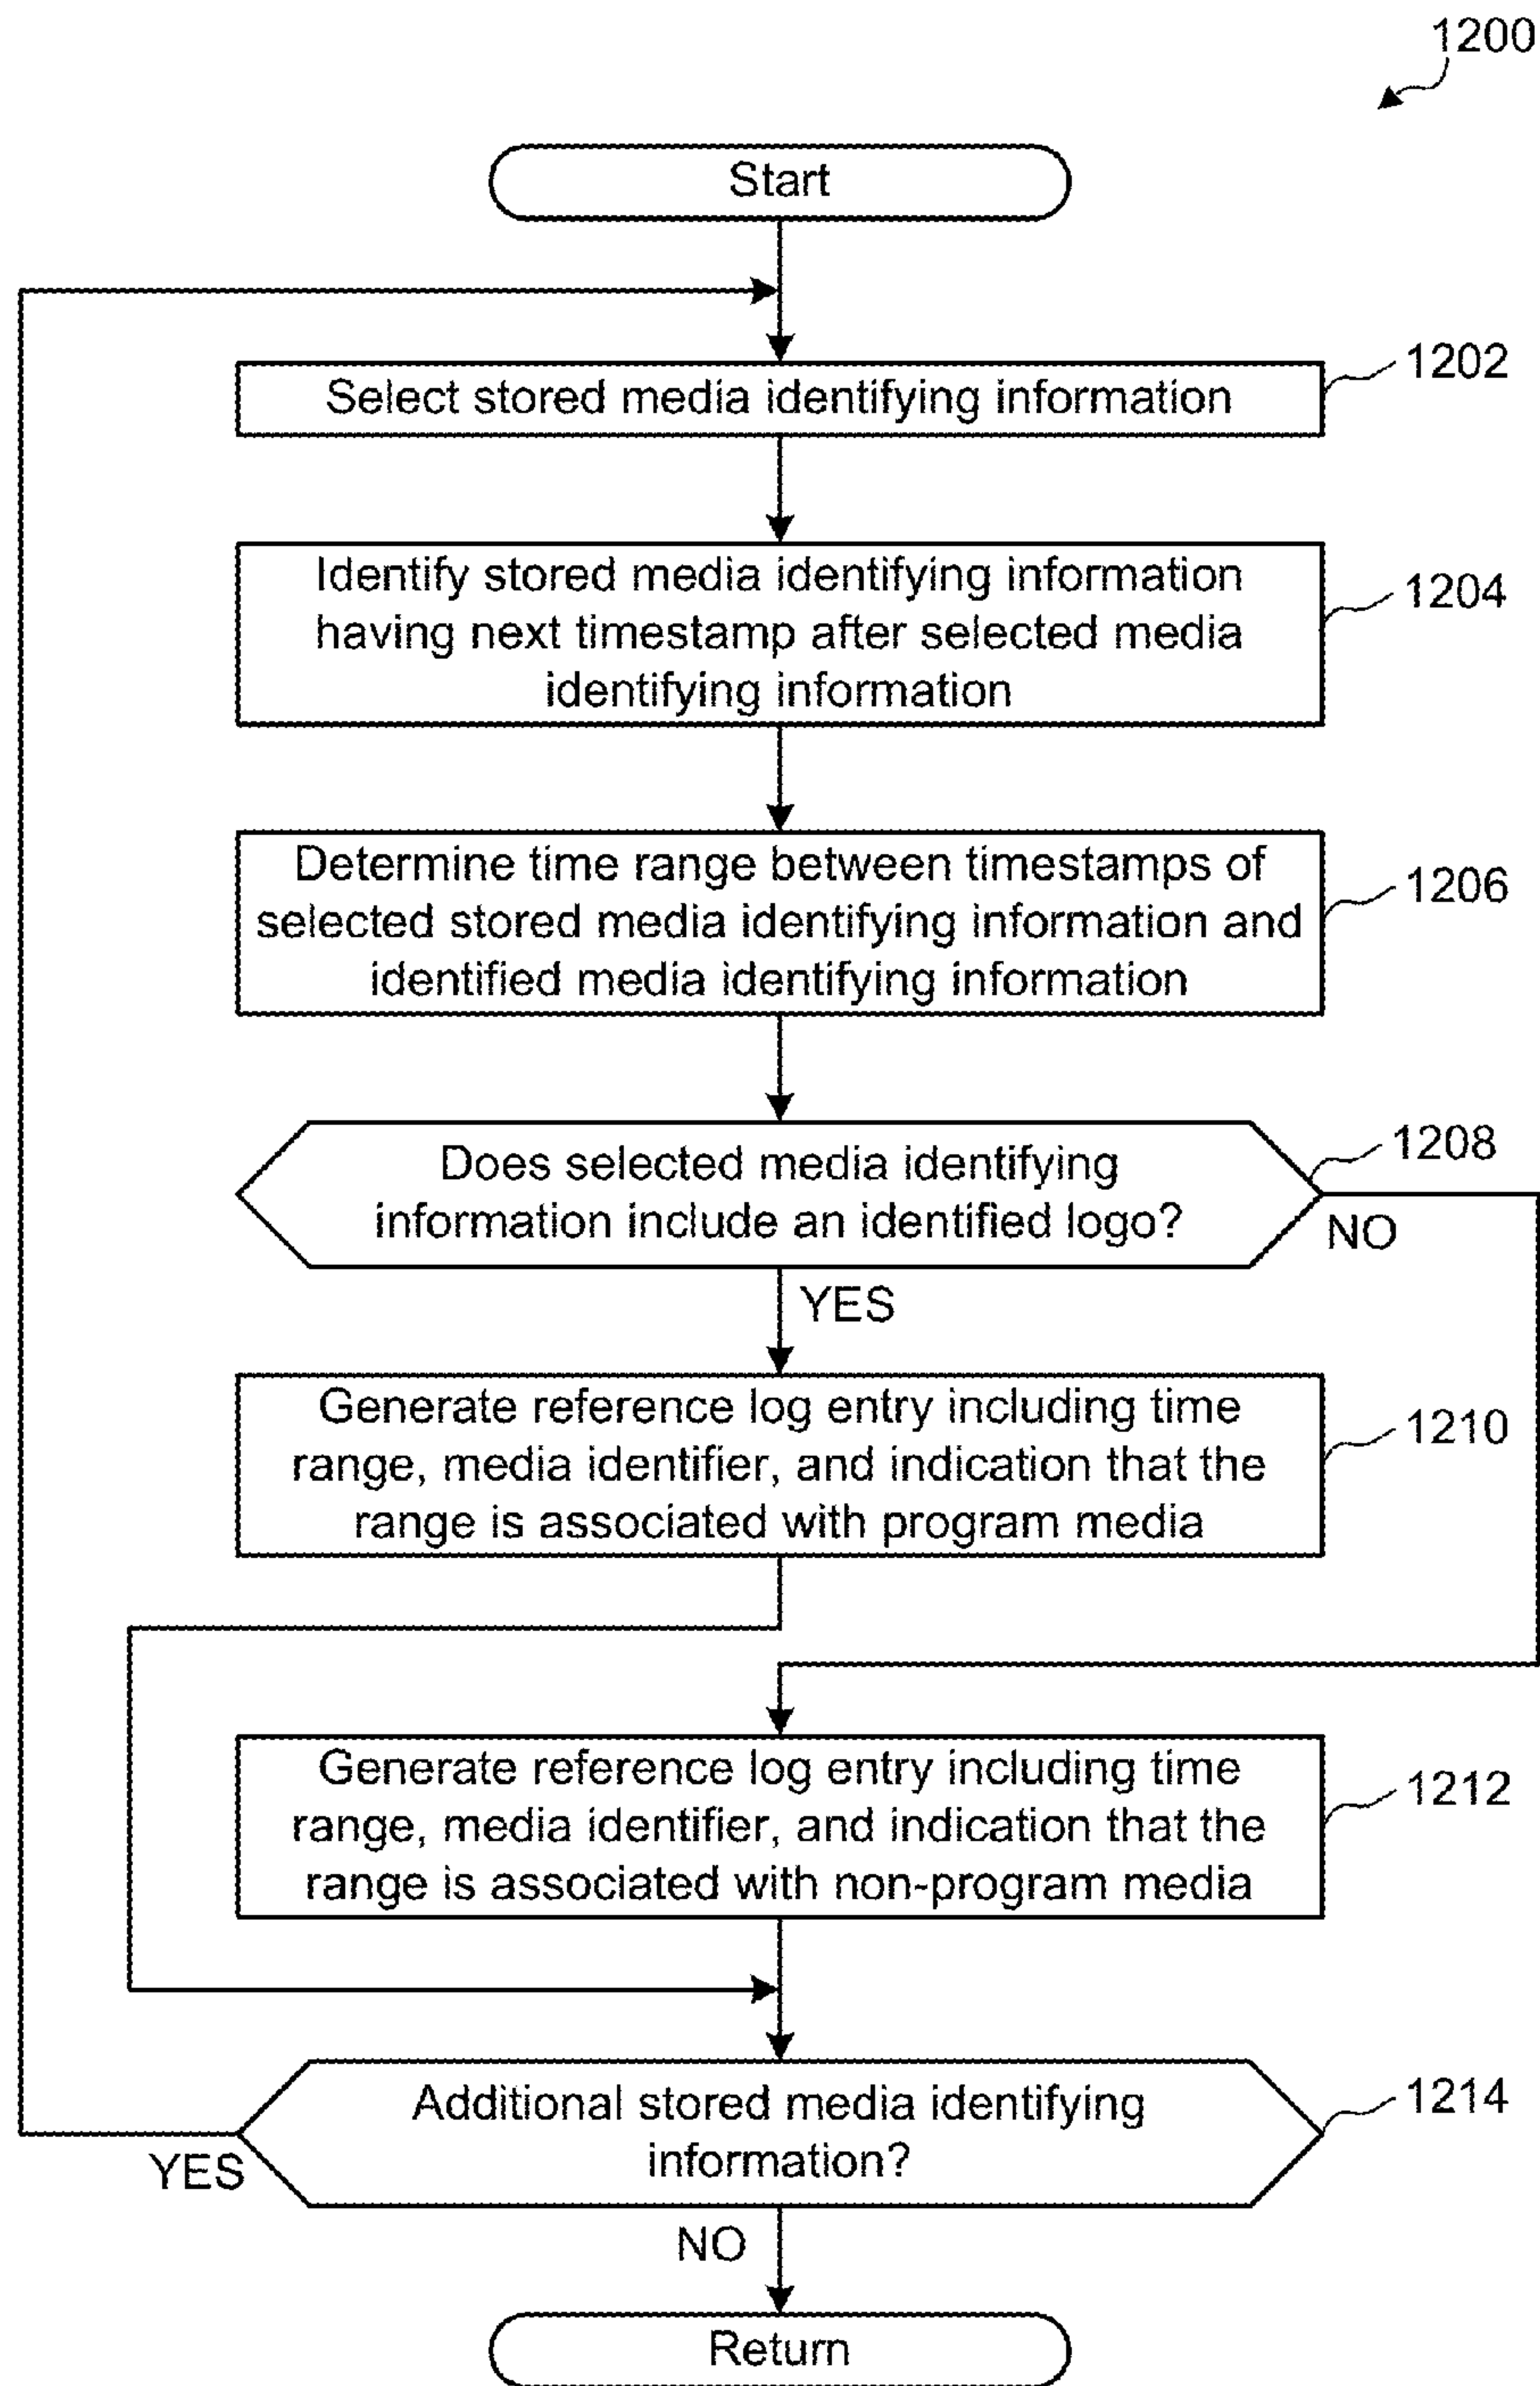 1200
Start
Select stored media identifying information
1202
Identify stored media identifying information
having next timestamp after selected media
identifying information
1204
Determine time range between timestamps of
selected stored media identifying information and
identified media identifying information
1206
Does selected media identifying
information include an identified logo?
1208
NO
YES
Generate reference log entry including time
range, media identifier, and indication that the
range is associated with program media
1210
Generate reference log entry including time
range, media identifier, and indication that the
range is associated with non-program media
1212
Additional stored media identifying
information?
1214
YES
NO
Return